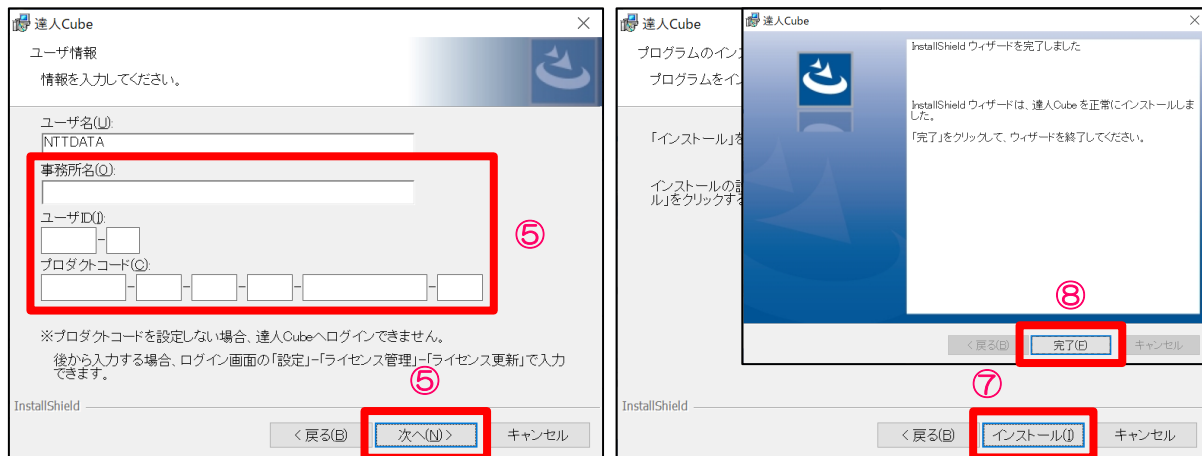 達人Cube
ユーザ情報
情報を入力してください。
ユーザ名(U):
NTTDATA
事務所名(O):
ユーザID(I):
-
プロダクトコード(C):
- - - - -
⑤
※プロダクトコードを設定しない場合、達人Cubeへログインできません。
後から入力する場合、ログイン画面の「設定」-「ライセンス管理」-「ライセンス更新」で入力
できます。
⑤
InstallShield
< 戻る(B)
次へ(N) >
キャンセル
達人Cube
プログラムのイン
プログラムをイン
「インストール」を
インストールの
ル」をクリックす
達人Cube
InstallShield ウィザードを完了しました
InstallShield ウィザードは、達人Cube を正常にインストールしま
した。
「完了」をクリックして、ウィザードを終了してください。
⑧
< 戻る(B)
完了(F)
キャンセル
⑦
InstallShield
< 戻る(B)
インストール(I)
キャンセル